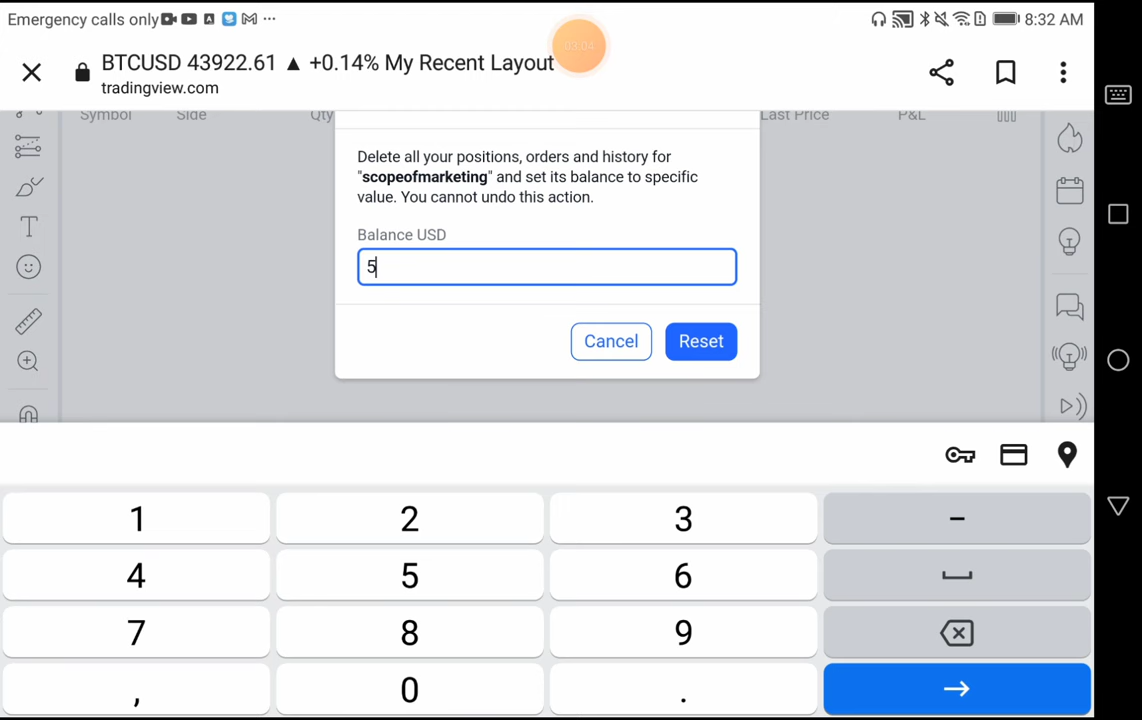 Emergency calls only ···
8:32 AM
03:04
BTCUSD 43922.61 ▲ +0.14% My Recent Layout
tradingview.com
Symbol Side Qty Last Price P&L
Delete all your positions, orders and history for
"scopeofmarketing" and set its balance to specific
value. You cannot undo this action.
Balance USD
5
Cancel Reset
1 2 3 –
4 5 6
7 8 9
, 0 .